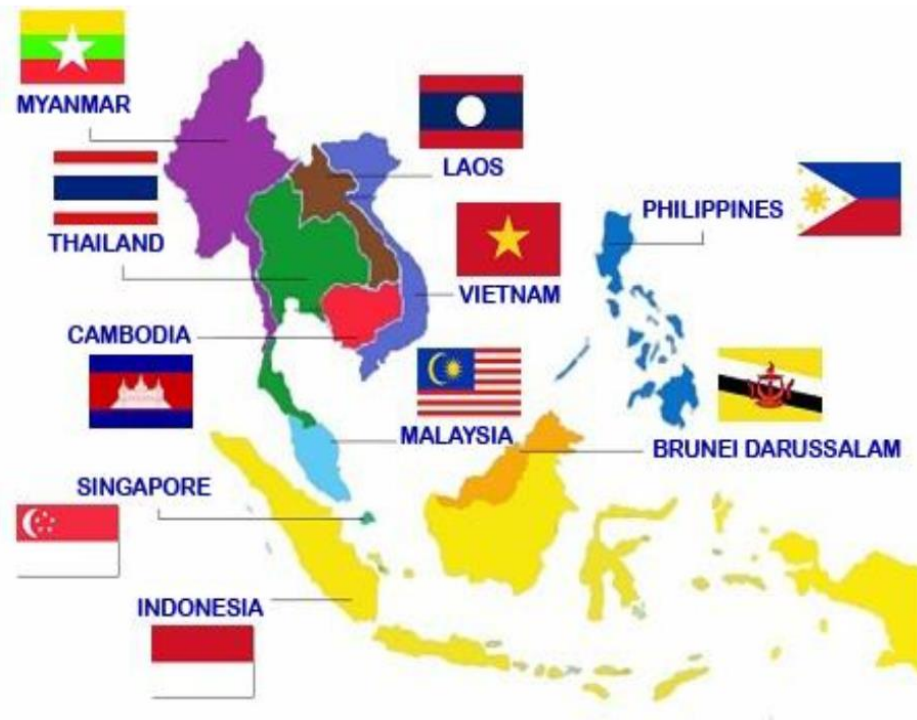 MYANMAR
LAOS
THAILAND
PHILIPPINES
VIETNAM
CAMBODIA
MALAYSIA
BRUNEI DARUSSALAM
SINGAPORE
INDONESIA